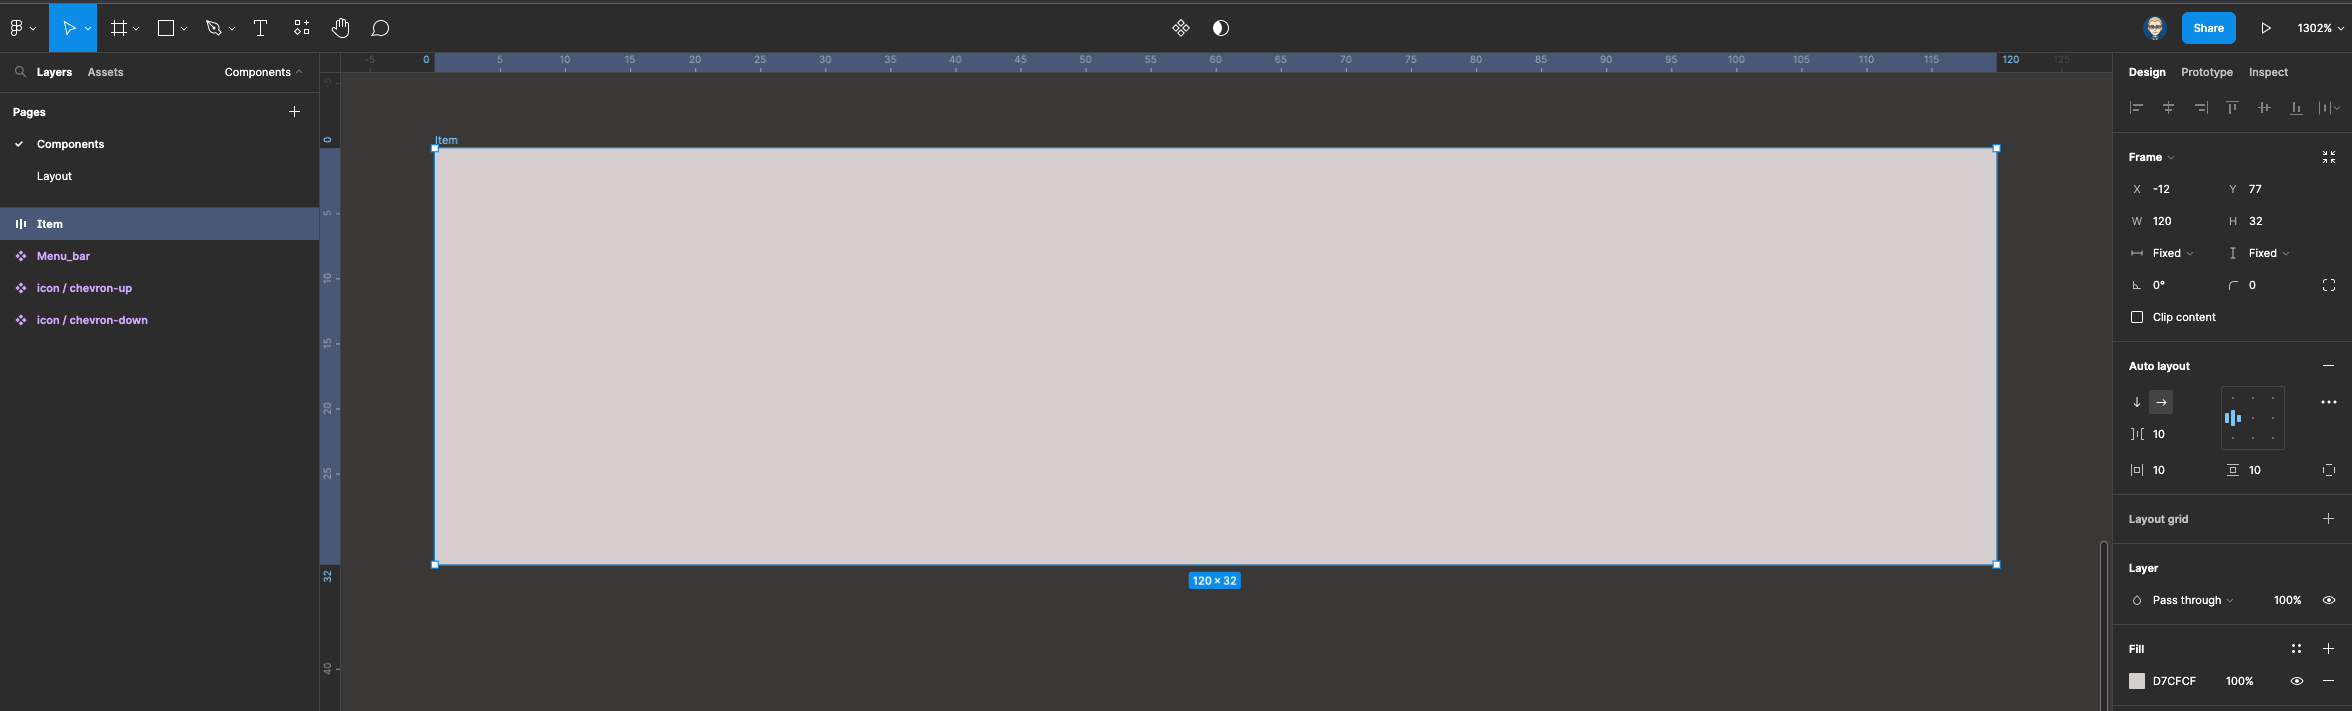 Share
1302%
Layers Assets Components
Pages
Components
Layout
Item
Menu_bar
icon / chevron-up
icon / chevron-down
-5 0 5 10 15 20 25 30 35 40 45 50 55 60 65 70 75 80 85 90 95 100 105 110 115 120 125
-5
0
5
10
15
20
25
32
40
Item
120 × 32
Design Prototype Inspect
Frame
X -12 Y 77
W 120 H 32
Fixed Fixed
0° 0
Clip content
Auto layout
10
10 10
Layout grid
Layer
Pass through 100%
Fill
D7CFCF 100%